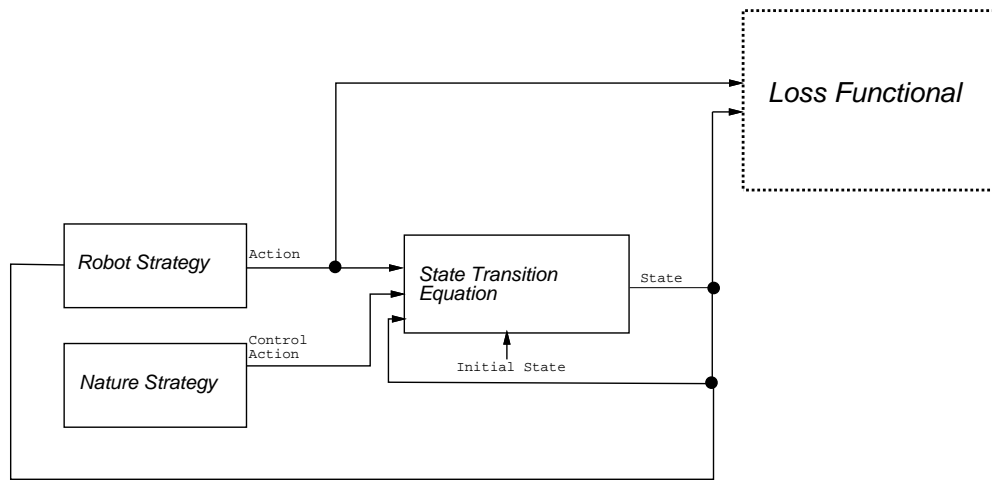 Loss Functional
Robot Strategy
Action
State Transition
Equation
State
Control
Action
Nature Strategy
Initial State